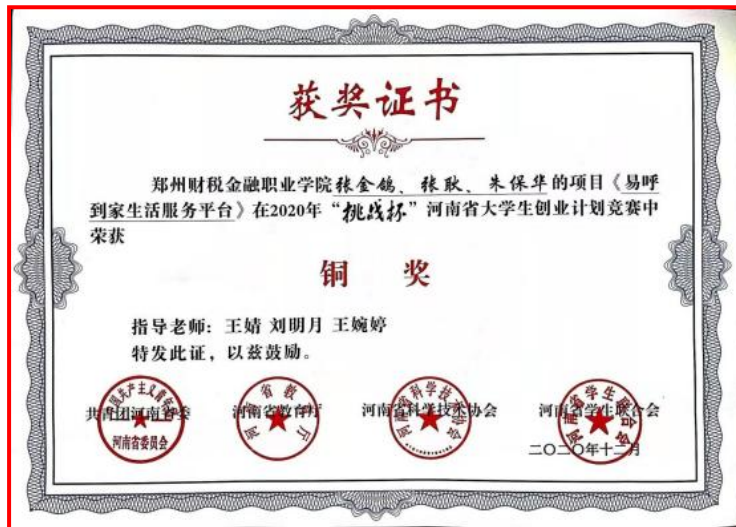 获奖证书
郑州财税金融职业学院张金鸽、张耿、朱保华的项目《易呼
到家生活服务平台》在2020年“挑战杯”河南省大学生创业计划竞赛中
荣获
铜 奖
指导老师：王婧 刘明月 王婉婷
特发此证，以兹鼓励。
共青团河南省委 河南省教育厅 河南省科学技术协会 河南省学生联合会
河南省委员会
二〇二〇年十二月